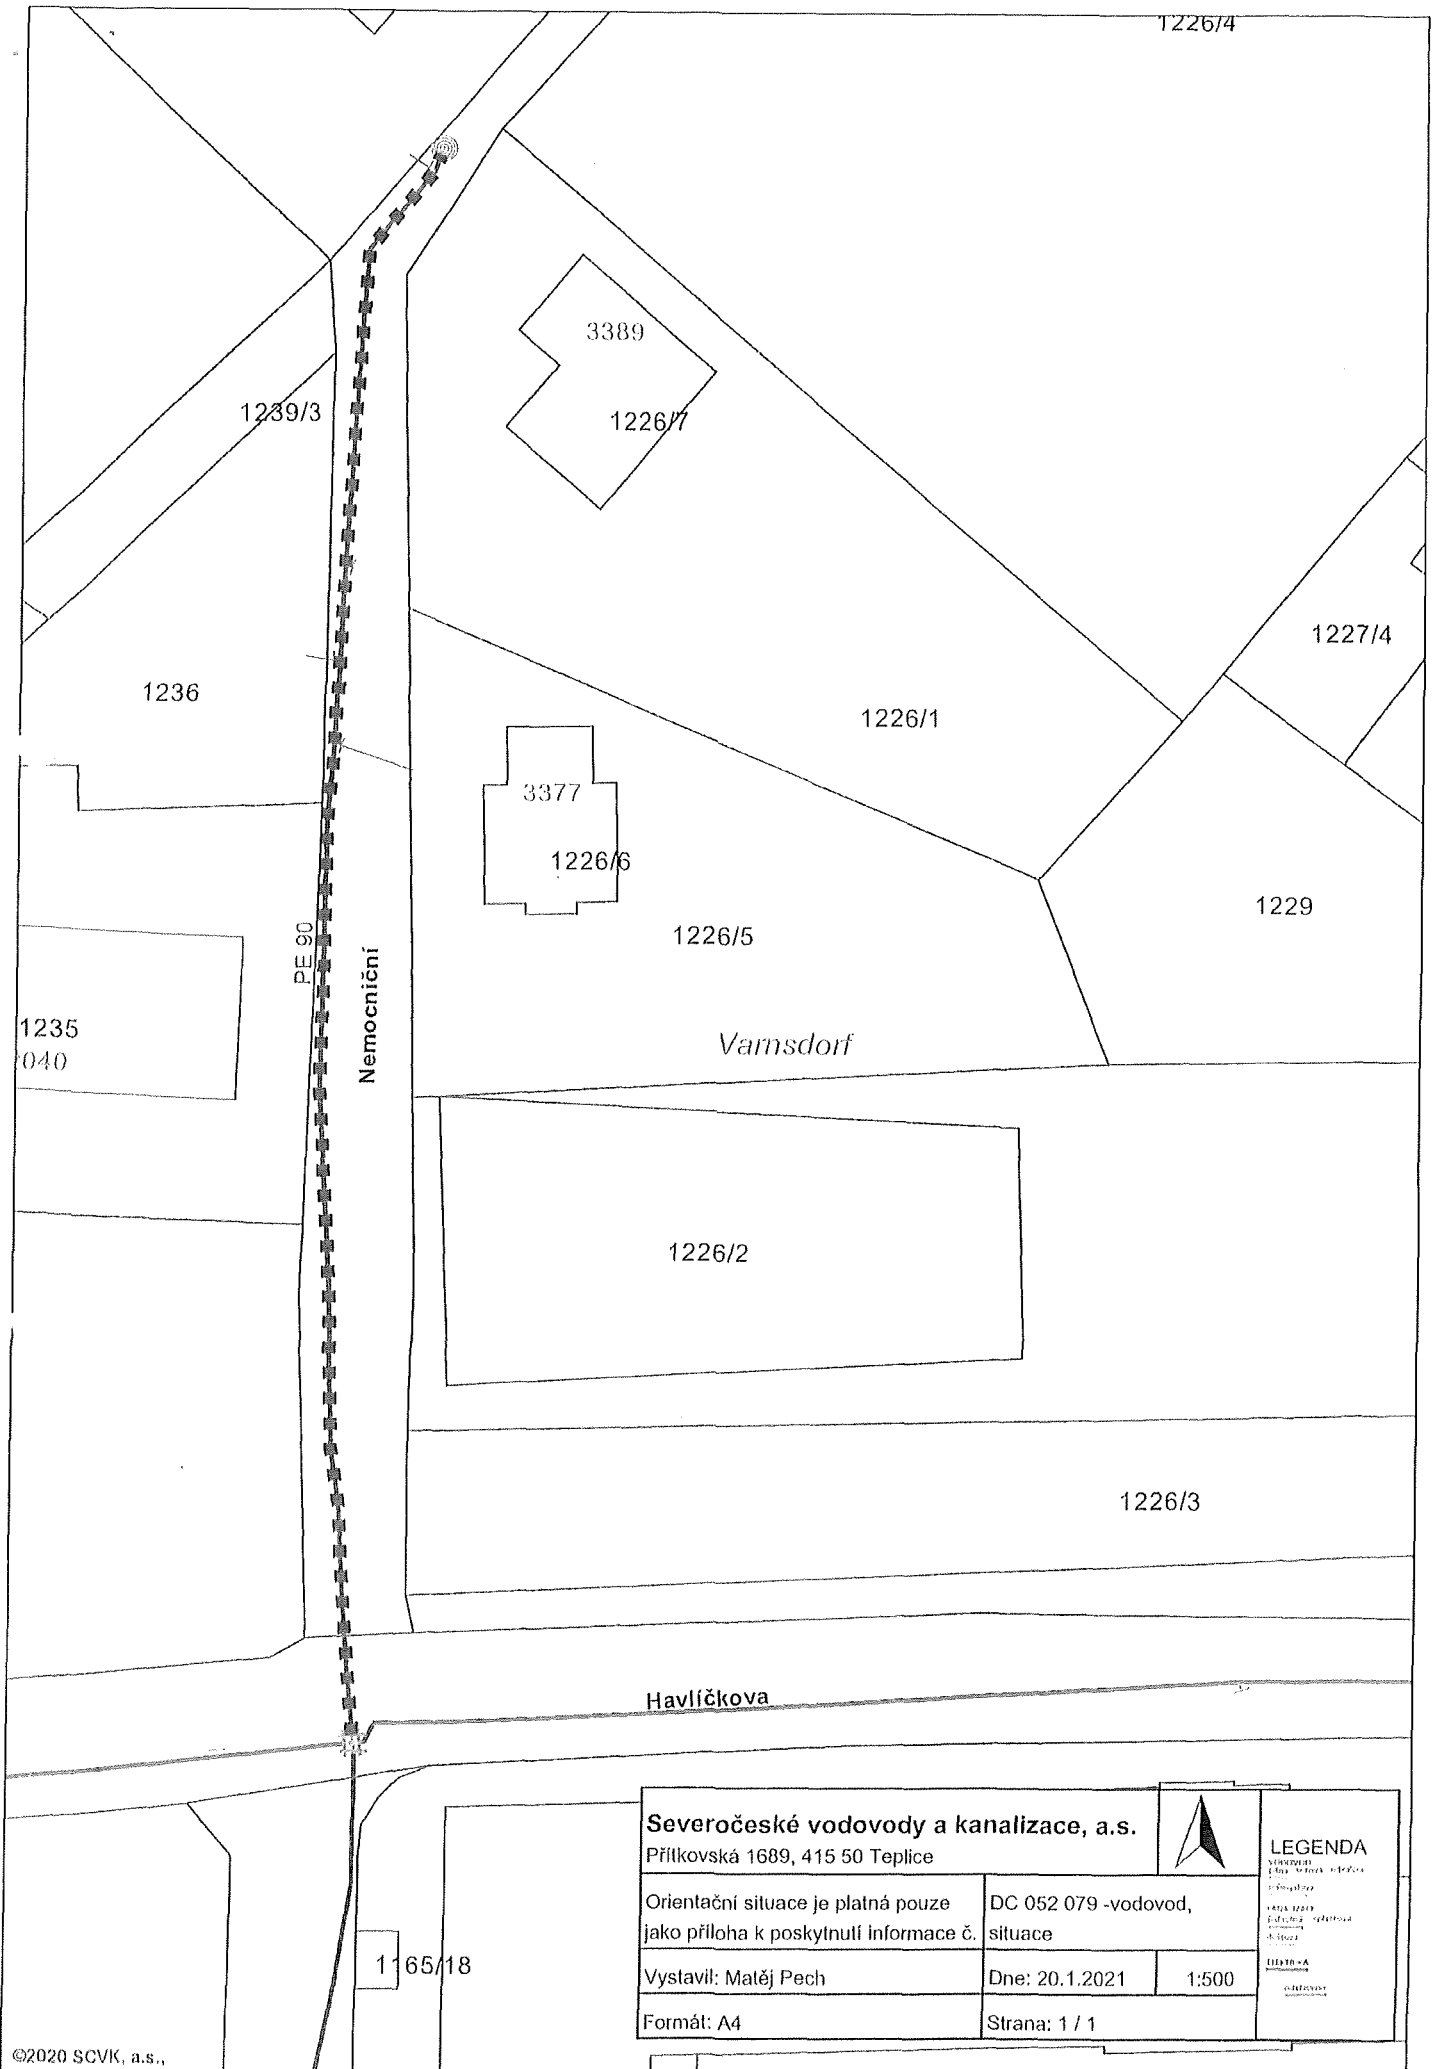 1226/4
3389
1239/3
1226/7
1227/4
1236
1226/1
3377
1226/6
1229
1226/5
PE 90
Nemocniční
1235
040
Varnsdorf
1226/2
1226/3
Havlíčkova
Severočeské vodovody a kanalizace, a.s.
Přítkovská 1689, 415 50 Teplice
LEGENDA
Orientační situace je platná pouze
jako příloha k poskytnutí informace č.
DC 052 079 -vodovod,
situace
Vystavil: Matěj Pech
Dne: 20.1.2021
1:500
Formát: A4
Strana: 1 / 1
1165/18
©2020 SCVK, a.s.,